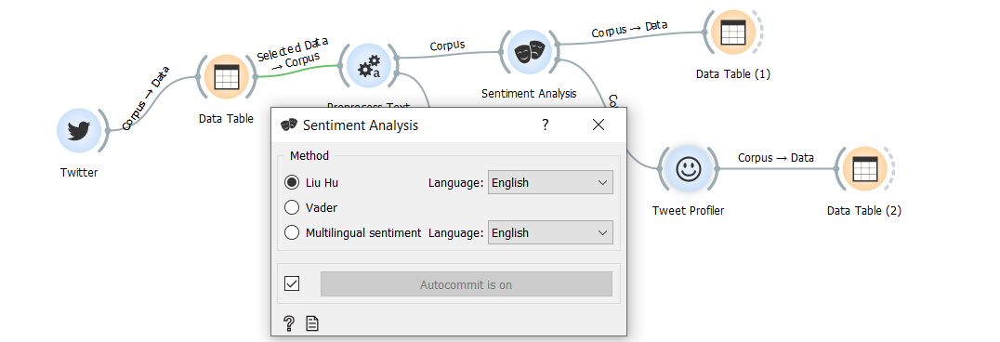 Corpus → Data
Twitter
Data Table
Selected Data
→ Corpus
Preprocess Text
Corpus
Sentiment Analysis
Corpus → Data
Data Table (1)
Co
Tweet Profiler
Corpus → Data
Data Table (2)
Sentiment Analysis
?
Method
Liu Hu
Language:
English
Vader
Multilingual sentiment
Language:
English
Autocommit is on
?